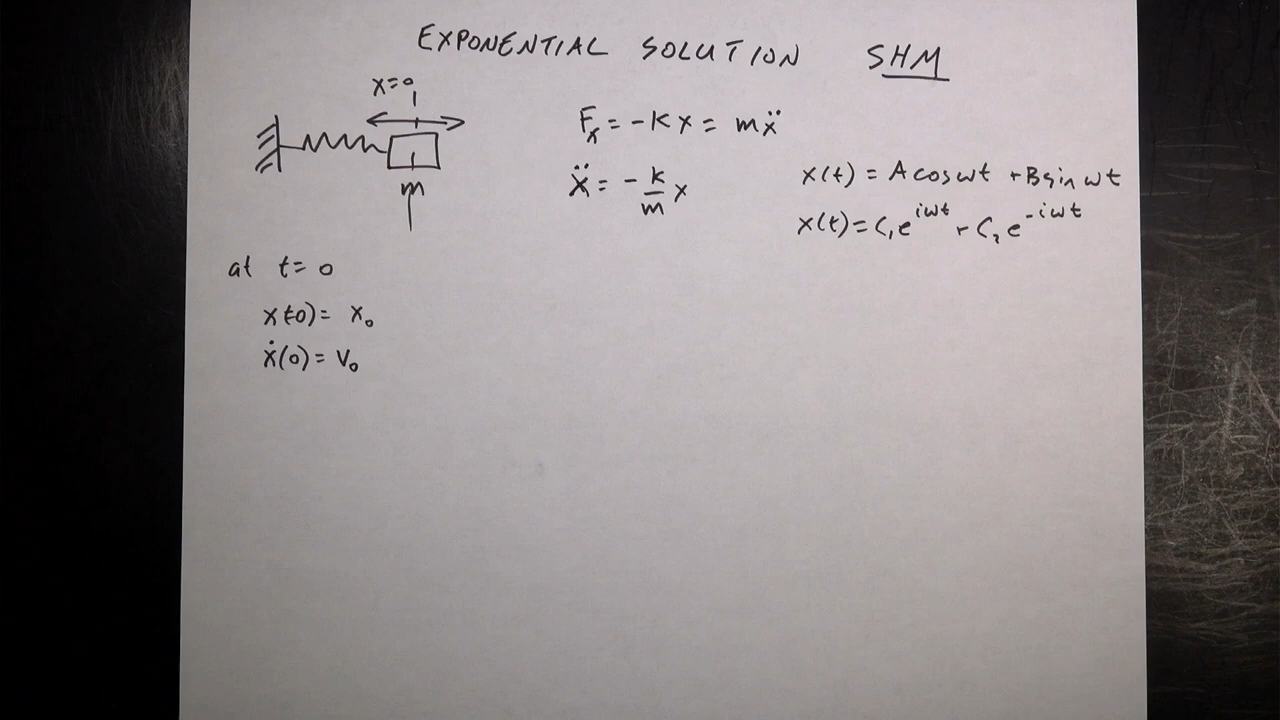 EXPONENTIAL SOLUTION SHM
x=0
m
Fₓ = -kx = mẍ
ẍ = -k/m x
x(t) = A cos ωt + B sin ωt
x(t) = C₁e^{iωt} + C₂e^{-iωt}
at t=0
x(0) = x₀
ẋ(0) = v₀